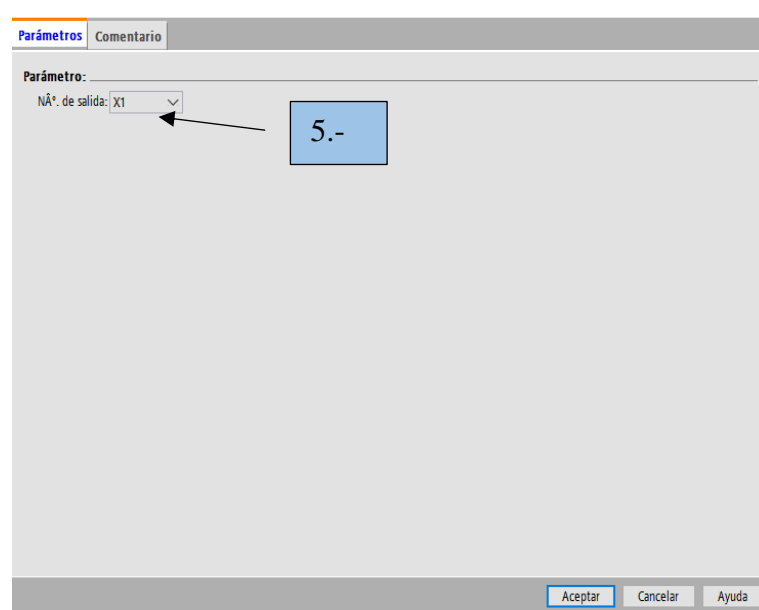 Parámetros Comentario
Parámetro:
NÂº. de salida: X1
5.-
Aceptar Cancelar Ayuda